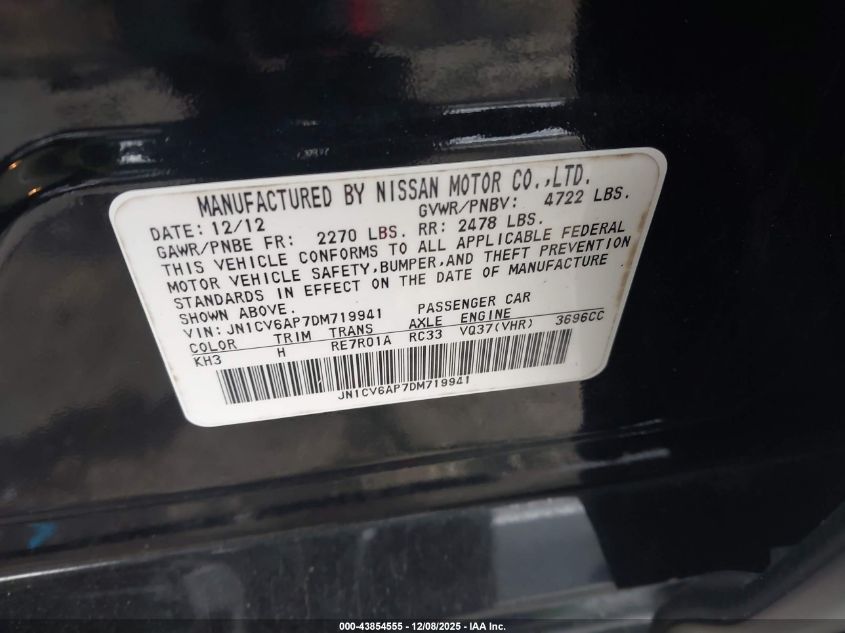 MANUFACTURED BY NISSAN MOTOR CO.,LTD.
DATE: 12/12 GVWR/PNBV: 4722 LBS.
GAWR/PNBE FR: 2270 LBS. RR: 2478 LBS.
THIS VEHICLE CONFORMS TO ALL APPLICABLE FEDERAL
MOTOR VEHICLE SAFETY,BUMPER,AND THEFT PREVENTION
STANDARDS IN EFFECT ON THE DATE OF MANUFACTURE
SHOWN ABOVE.
VIN: JN1CV6AP7DM719941 PASSENGER CAR
COLOR TRIM TRANS AXLE ENGINE
KH3 H RE7R01A RC33 VQ37(VHR) 3696CC
JN1CV6AP7DM719941
000-43854555 - 12/08/2025 - IAA Inc.